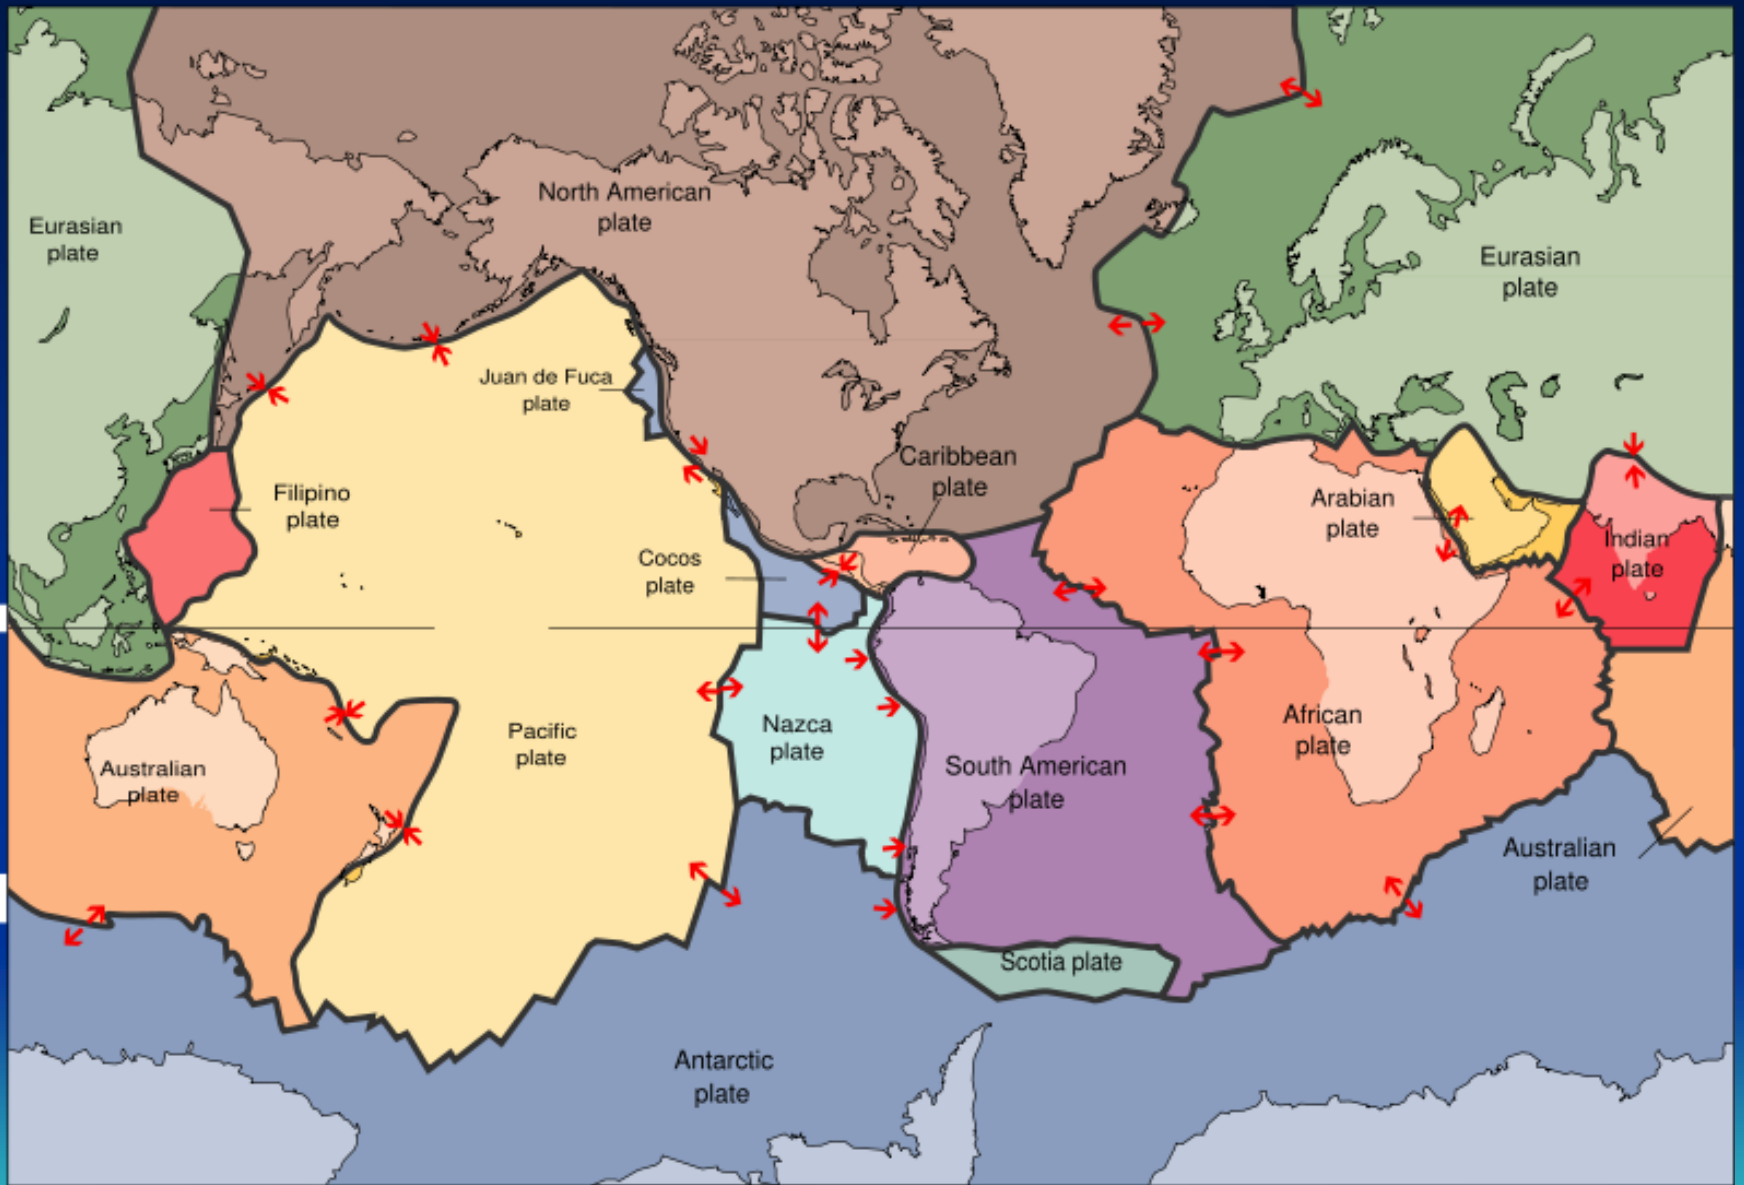 North American
plate
Eurasian
plate
Eurasian
plate
Juan de Fuca
plate
Caribbean
plate
Filipino
plate
Arabian
plate
Indian
plate
Cocos
plate
Pacific
plate
Nazca
plate
African
plate
Australian
plate
South American
plate
Australian
plate
Scotia plate
Antarctic
plate